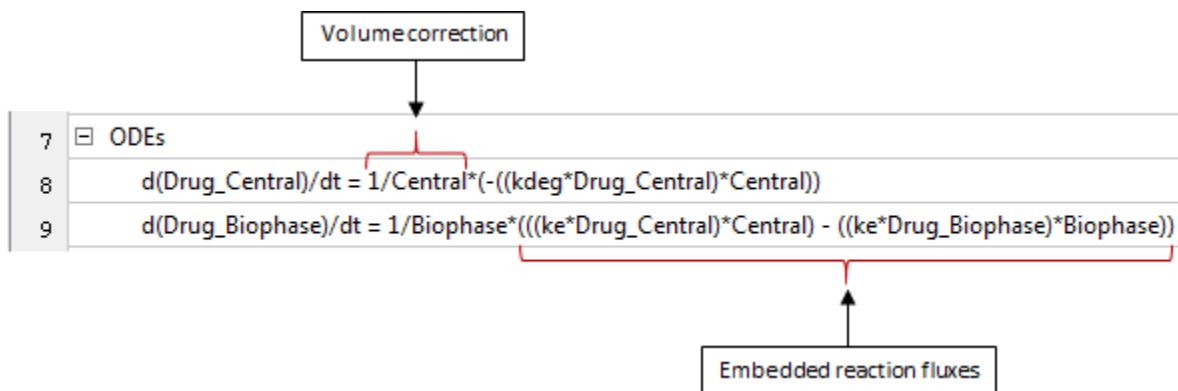 Volume correction
7 ODEs
8 d(Drug_Central)/dt = 1/Central*(-((kdeg*Drug_Central)*Central))
9 d(Drug_Biophase)/dt = 1/Biophase*(((ke*Drug_Central)*Central) - ((ke*Drug_Biophase)*Biophase))
Embedded reaction fluxes